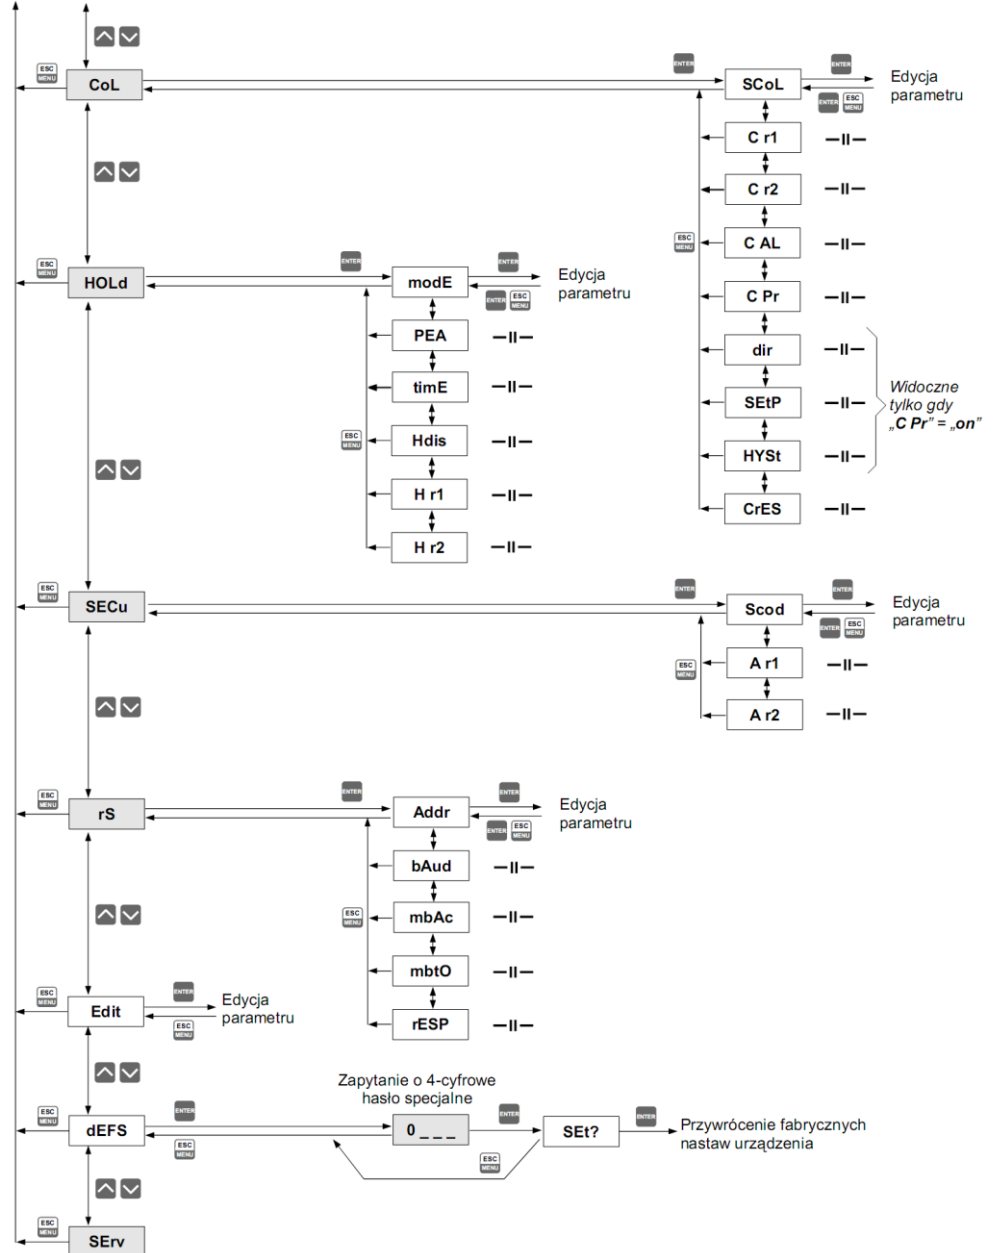 ESC
MENU
CoL
ENTER
SCoL
ENTER
Edycja
parametru
ENTER
ESC
MENU
C r1
—II—
C r2
—II—
ESC
MENU
C AL
—II—
C Pr
—II—
dir
—II—
SEtP
—II—
HYSt
—II—
Widoczne
tylko gdy
„C Pr” = „on”
CrES
—II—
ESC
MENU
HOLd
ENTER
modE
ENTER
Edycja
parametru
ENTER
ESC
MENU
PEA
—II—
timE
—II—
ESC
MENU
Hdis
—II—
H r1
—II—
H r2
—II—
ESC
MENU
SECu
ENTER
Scod
ENTER
Edycja
parametru
ENTER
ESC
MENU
ESC
MENU
A r1
—II—
A r2
—II—
ESC
MENU
rS
ENTER
Addr
ENTER
Edycja
parametru
ENTER
ESC
MENU
bAud
—II—
ESC
MENU
mbAc
—II—
mbtO
—II—
rESP
—II—
ESC
MENU
Edit
ENTER
ESC
MENU
Edycja
parametru
ESC
MENU
dEFS
ENTER
ESC
MENU
Zapytanie o 4-cyfrowe
hasło specjalne
0 _ _ _
ENTER
SEt?
ENTER
Przywrócenie fabrycznych
nastaw urządzenia
ESC
MENU
ESC
MENU
SErv